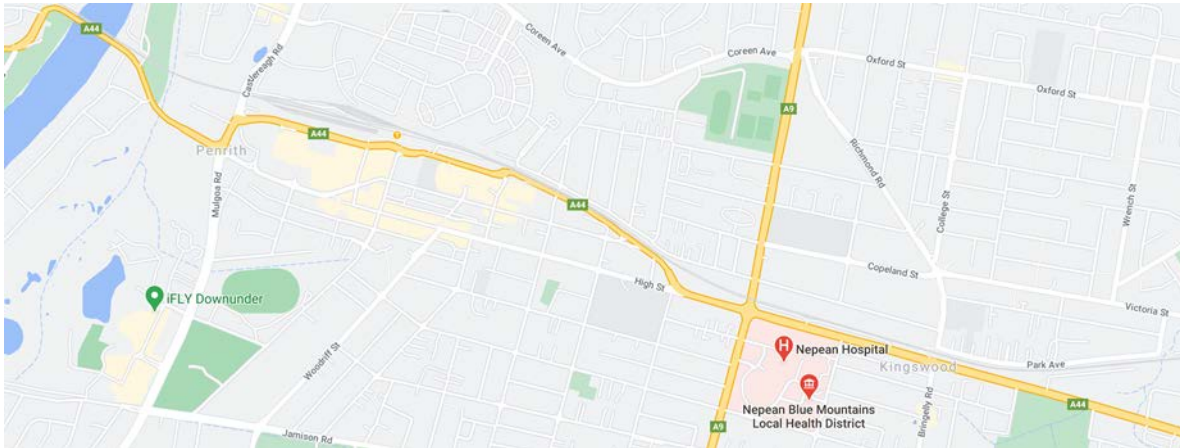 A44
Castlereagh Rd
Coreen Ave
Coreen Ave
Oxford St
Oxford St
A9
A44
Penrith
Richmond Rd
Mulgoa Rd
College St
Wrench St
A44
Copeland St
iFLY Downunder
High St
Victoria St
Woodriff St
H
Nepean Hospital
Kingswood
Park Ave
Nepean Blue Mountains
Local Health District
Bringelly Rd
A44
A9
Jamison Rd